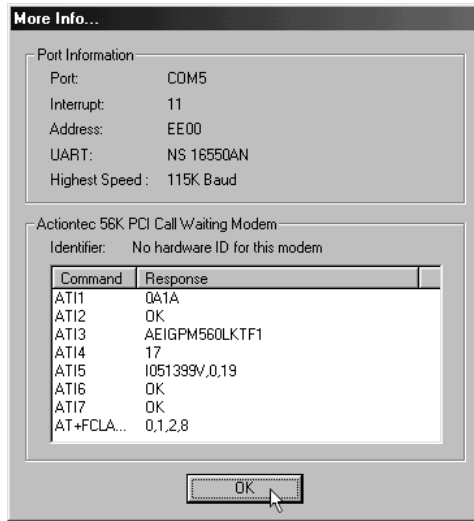 More Info...
Port Information
Port: COM5
Interrupt: 11
Address: EE00
UART: NS 16550AN
Highest Speed : 115K Baud
Actiontec 56K PCI Call Waiting Modem
Identifier: No hardware ID for this modem
Command Response
ATI1 0A1A
ATI2 OK
ATI3 AEIGPM560LKTF1
ATI4 17
ATI5 I051399V,0,19
ATI6 OK
ATI7 OK
AT+FCLA... 0,1,2,8
OK